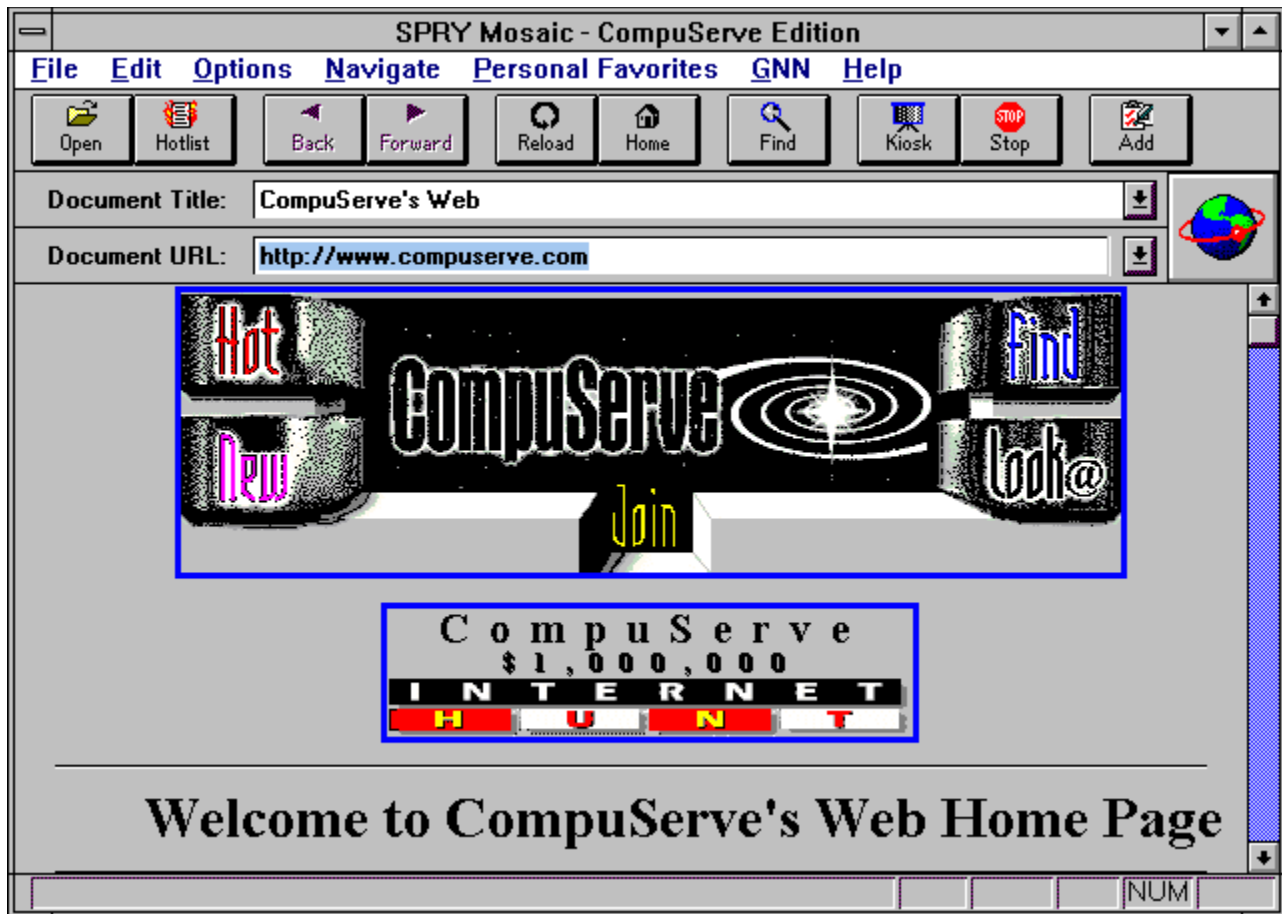 SPRY Mosaic - CompuServe Edition
File Edit Options Navigate Personal Favorites GNN Help
Open Hotlist Back Forward Reload Home Find Kiosk Stop Add
Document Title: CompuServe's Web
Document URL: http://www.compuserve.com
Hot Find
CompuServe
New Look@
Join
CompuServe
$1,000,000
INTERNET
HUNT
Welcome to CompuServe's Web Home Page
NUM